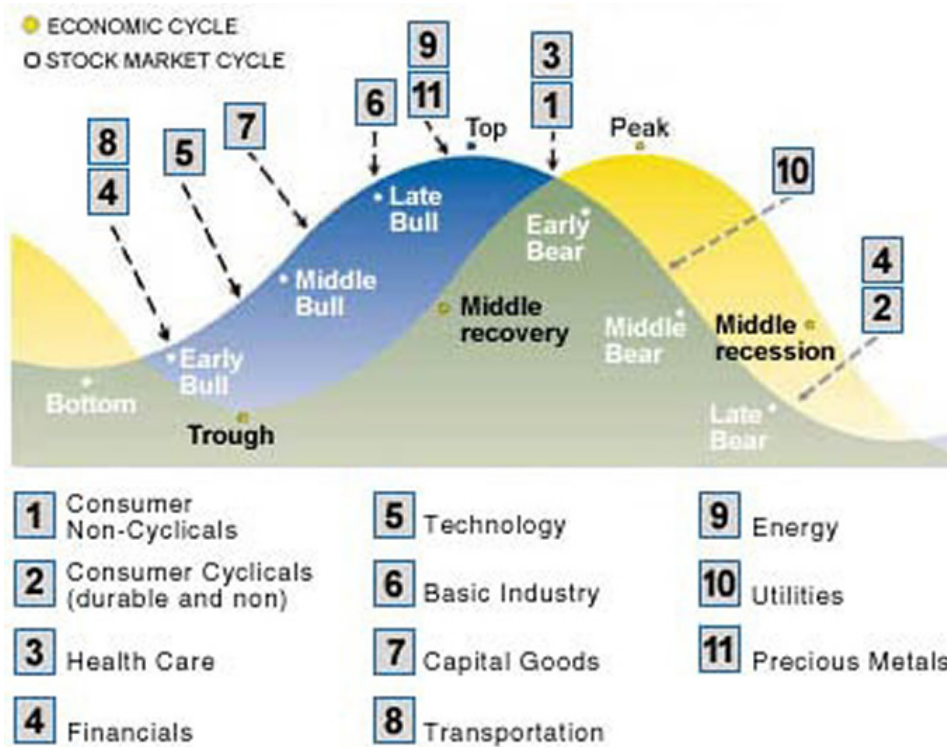 ECONOMIC CYCLE
STOCK MARKET CYCLE
9
3
8
7
6
11
1
Top
Peak
5
10
4
Late
Bull
Early
Bear
4
Middle
Bull
Middle
recovery
2
Middle
Bear
Middle
recession
Early
Bull
Bottom
Late
Bear
Trough
1 Consumer
Non-Cyclicals
2 Consumer Cyclicals
(durable and non)
3 Health Care
4 Financials
5 Technology
6 Basic Industry
7 Capital Goods
8 Transportation
9 Energy
10 Utilities
11 Precious Metals